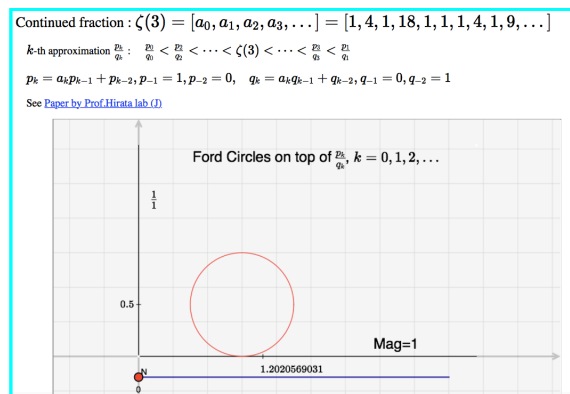 Continued fraction : ζ(3) = [a₀, a₁, a₂, a₃, . . . ] = [1, 4, 1, 18, 1, 1, 1, 4, 1, 9, . . . ]
k-th approximation pₖ/qₖ : p₀/q₀ < p₂/q₂ < · · · < ζ(3) < · · · < p₃/q₃ < p₁/q₁
pₖ = aₖpₖ₋₁ + pₖ₋₂, p₋₁ = 1, p₋₂ = 0, qₖ = aₖqₖ₋₁ + qₖ₋₂, q₋₁ = 0, q₋₂ = 1
See Paper by Prof.Hirata lab (J)
Ford Circles on top of pₖ/qₖ, k = 0, 1, 2, . . .
1/1
0.5
Mag=1
1.2020569031
N
0